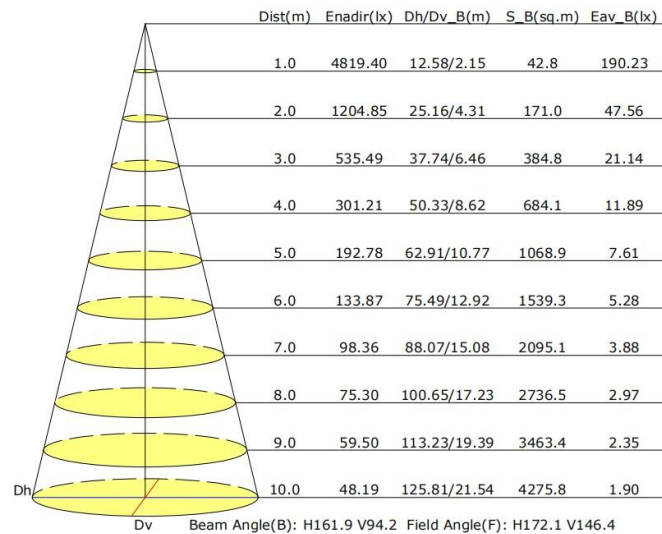 Dist(m) Enadir(lx) Dh/Dv_B(m) S_B(sq.m) Eav_B(lx)
1.0 4819.40 12.58/2.15 42.8 190.23
2.0 1204.85 25.16/4.31 171.0 47.56
3.0 535.49 37.74/6.46 384.8 21.14
4.0 301.21 50.33/8.62 684.1 11.89
5.0 192.78 62.91/10.77 1068.9 7.61
6.0 133.87 75.49/12.92 1539.3 5.28
7.0 98.36 88.07/15.08 2095.1 3.88
8.0 75.30 100.65/17.23 2736.5 2.97
9.0 59.50 113.23/19.39 3463.4 2.35
Dh 10.0 48.19 125.81/21.54 4275.8 1.90
Dv Beam Angle(B): H161.9 V94.2 Field Angle(F): H172.1 V146.4